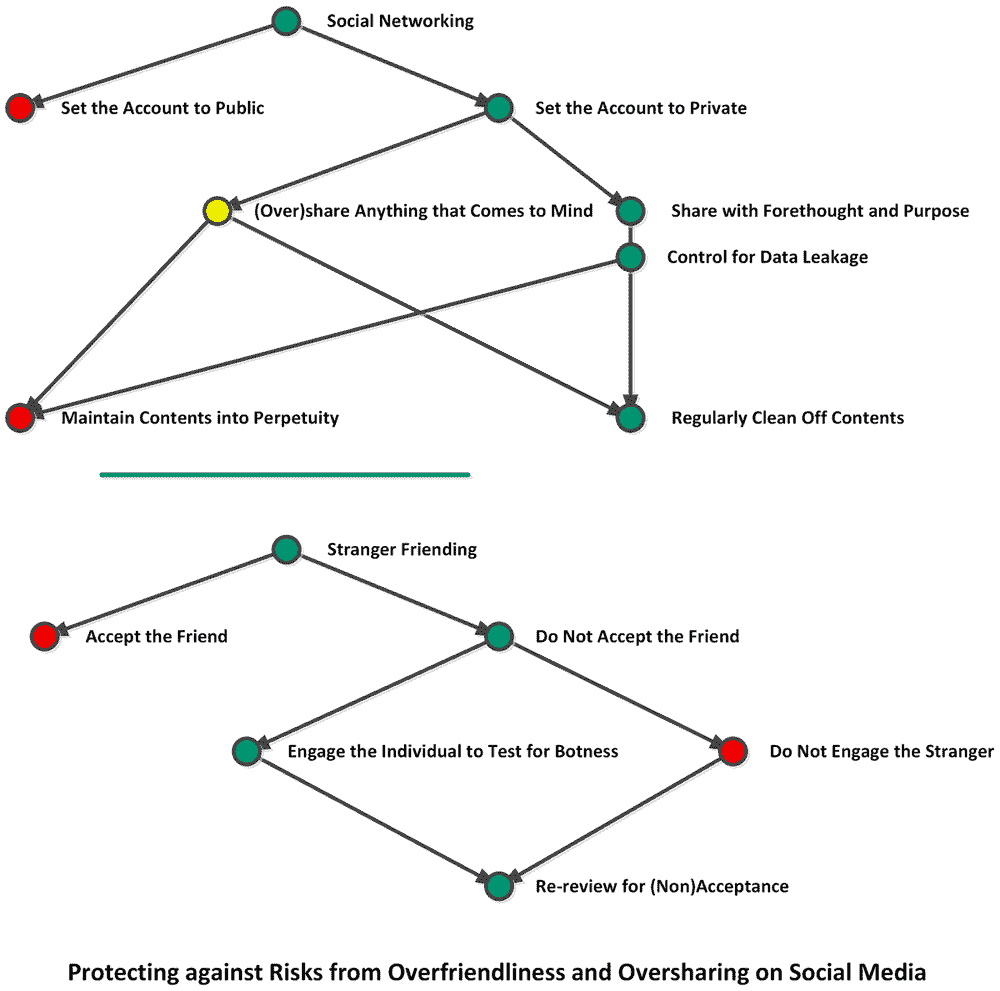 Social Networking
Set the Account to Public
Set the Account to Private
(Over)share Anything that Comes to Mind
Share with Forethought and Purpose
Control for Data Leakage
Maintain Contents into Perpetuity
Regularly Clean Off Contents
Stranger Friending
Accept the Friend
Do Not Accept the Friend
Engage the Individual to Test for Botness
Do Not Engage the Stranger
Re-review for (Non)Acceptance
Protecting against Risks from Overfriendliness and Oversharing on Social Media